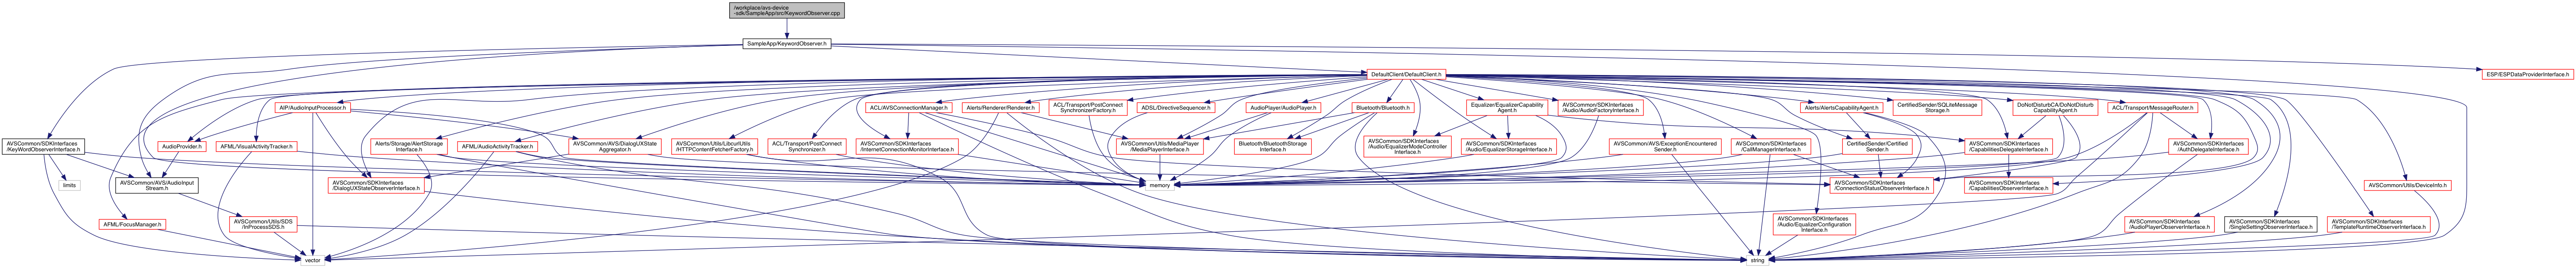 /workplace/avs-device
-sdk/SampleApp/src/KeywordObserver.cpp
SampleApp/KeywordObserver.h
DefaultClient/DefaultClient.h
ESP/ESPDataProviderInterface.h
AIP/AudioInputProcessor.h
ACL/AVSConnectionManager.h
Alerts/Renderer/Renderer.h
ACL/Transport/PostConnect
SynchronizerFactory.h
ADSL/DirectiveSequencer.h
AudioPlayer/AudioPlayer.h
Bluetooth/Bluetooth.h
Equalizer/EqualizerCapability
Agent.h
AVSCommon/SDKInterfaces
/Audio/AudioFactoryInterface.h
Alerts/AlertsCapabilityAgent.h
CertifiedSender/SQLiteMessage
Storage.h
DoNotDisturbCA/DoNotDisturb
CapabilityAgent.h
ACL/Transport/MessageRouter.h
AVSCommon/SDKInterfaces
/KeyWordObserverInterface.h
AudioProvider.h
AFML/VisualActivityTracker.h
Alerts/Storage/AlertStorage
Interface.h
AFML/AudioActivityTracker.h
AVSCommon/AVS/DialogUXState
Aggregator.h
AVSCommon/Utils/LibcurlUtils
/HTTPContentFetcherFactory.h
ACL/Transport/PostConnect
Synchronizer.h
AVSCommon/SDKInterfaces
/InternetConnectionMonitorInterface.h
AVSCommon/Utils/MediaPlayer
/MediaPlayerInterface.h
Bluetooth/BluetoothStorage
Interface.h
AVSCommon/SDKInterfaces
/Audio/EqualizerModeController
Interface.h
AVSCommon/SDKInterfaces
/Audio/EqualizerStorageInterface.h
AVSCommon/AVS/ExceptionEncountered
Sender.h
AVSCommon/SDKInterfaces
/CallManagerInterface.h
CertifiedSender/Certified
Sender.h
AVSCommon/SDKInterfaces
/CapabilitiesDelegateInterface.h
AVSCommon/SDKInterfaces
/AuthDelegateInterface.h
limits
AVSCommon/AVS/AudioInput
Stream.h
AVSCommon/SDKInterfaces
/DialogUXStateObserverInterface.h
memory
AVSCommon/SDKInterfaces
/ConnectionStatusObserverInterface.h
AVSCommon/SDKInterfaces
/CapabilitiesObserverInterface.h
AVSCommon/Utils/DeviceInfo.h
AFML/FocusManager.h
AVSCommon/Utils/SDS
/InProcessSDS.h
AVSCommon/SDKInterfaces
/Audio/EqualizerConfiguration
Interface.h
AVSCommon/SDKInterfaces
/AudioPlayerObserverInterface.h
AVSCommon/SDKInterfaces
/SingleSettingObserverInterface.h
AVSCommon/SDKInterfaces
/TemplateRuntimeObserverInterface.h
vector
string